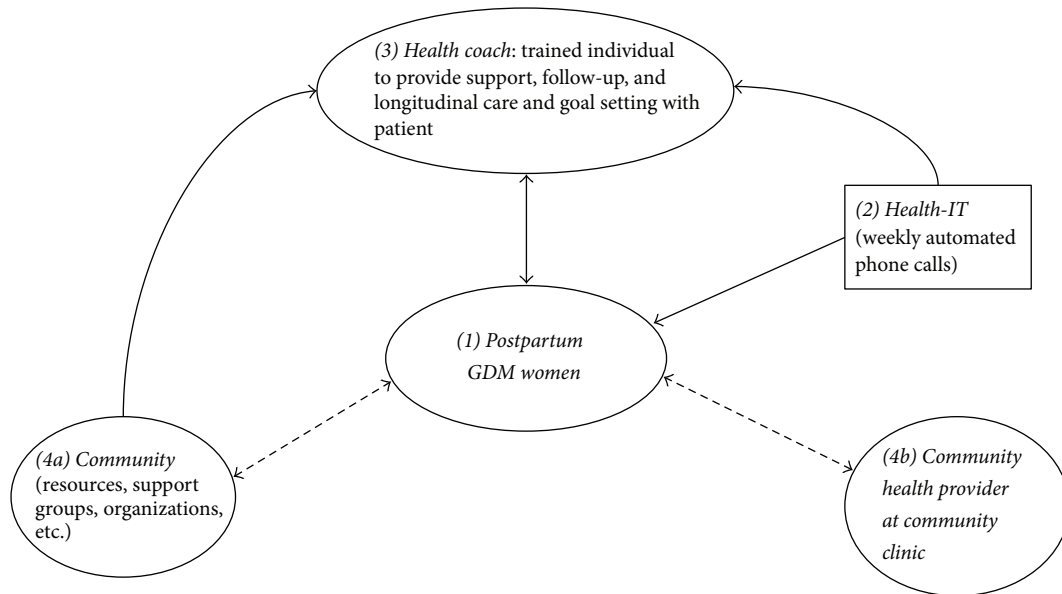 (3) Health coach: trained individual
to provide support, follow-up, and
longitudinal care and goal setting with
patient
(2) Health-IT
(weekly automated
phone calls)
(1) Postpartum
GDM women
(4a) Community
(resources, support
groups, organizations,
etc.)
(4b) Community
health provider
at community
clinic